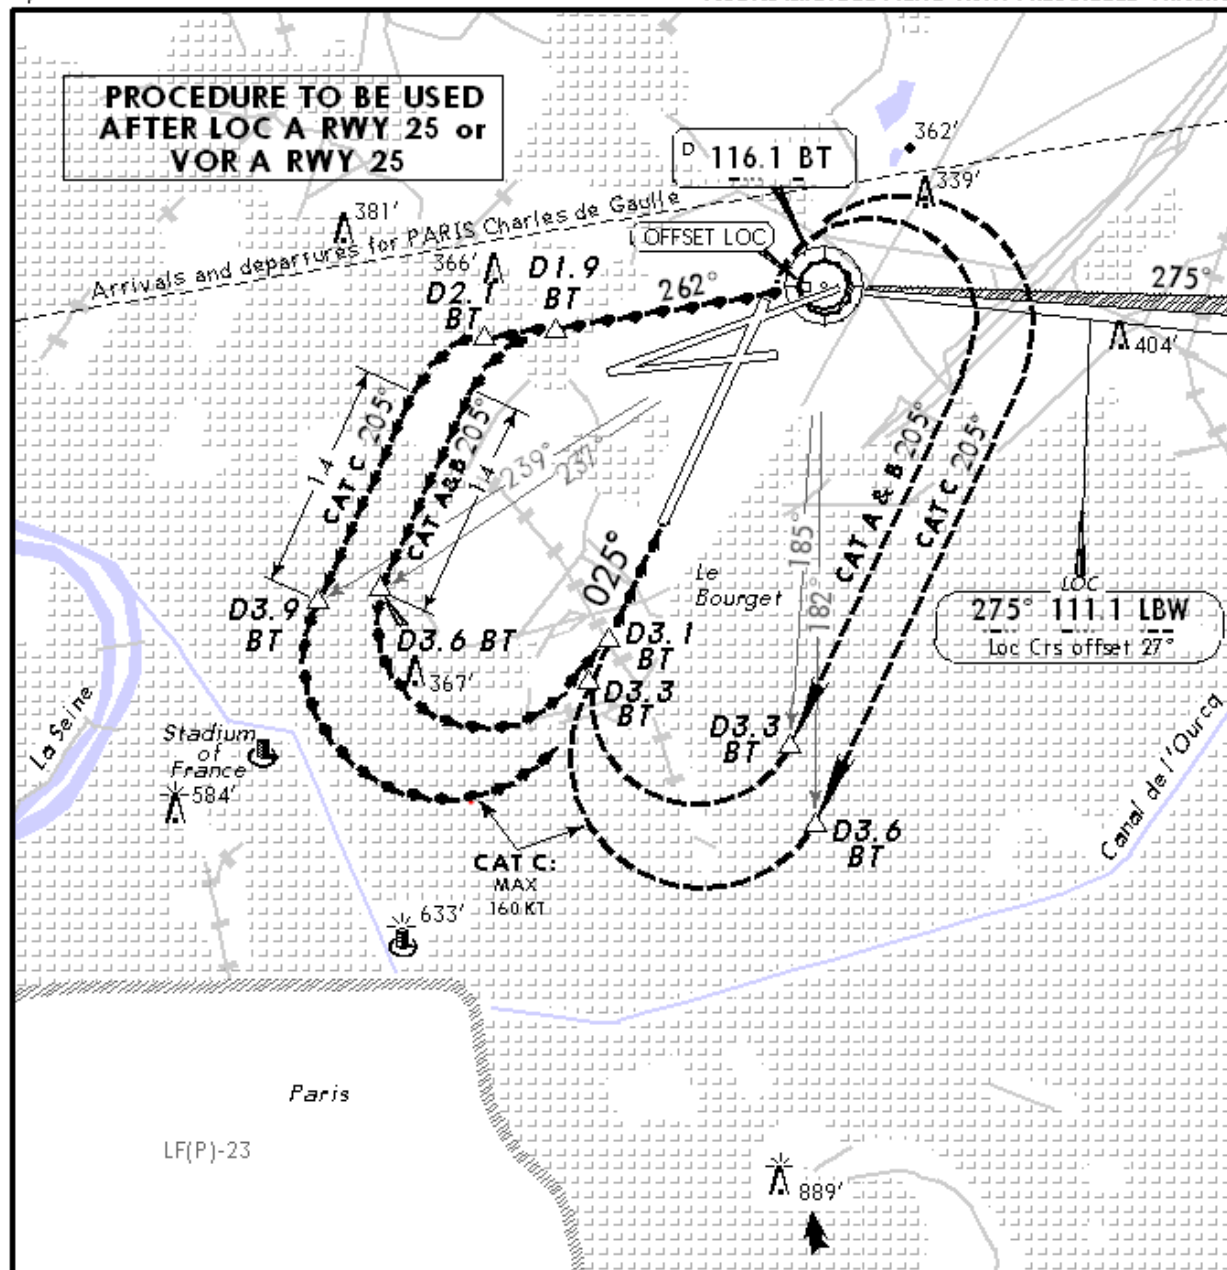 PROCEDURE TO BE USED
AFTER LOC A RWY 25 or
VOR A RWY 25
D 116.1 BT
362'
339'
381'
Arrivals and departures for PARIS Charles de Gaulle
OFFSET LOC
366'
D1.9
BT
D2.1
BT
262°
275°
404'
1.4
CAT C 205°
CAT A&B 205°
1.4
239°
237°
025°
Le
Bourget
185°
182°
CAT A & B 205°
CAT C 205°
LOC
275° 111.1 LBW
Loc Crs offset 27°
D3.9
BT
D3.6 BT
367'
D3.1
BT
D3.3
BT
D3.3
BT
D3.6
BT
La Seine
Stadium
of
France
584'
CAT C:
MAX
160 KT
Canal de l'Ourcq
633'
Paris
LF(P)-23
889'